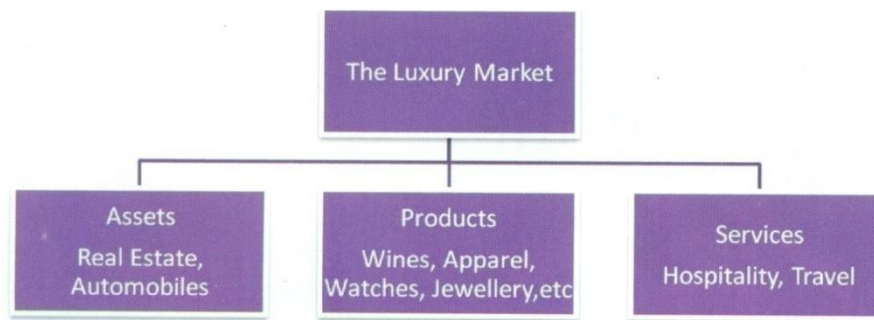 The Luxury Market
Assets
Real Estate,
Automobiles
Products
Wines, Apparel,
Watches, Jewellery,etc
Services
Hospitality, Travel